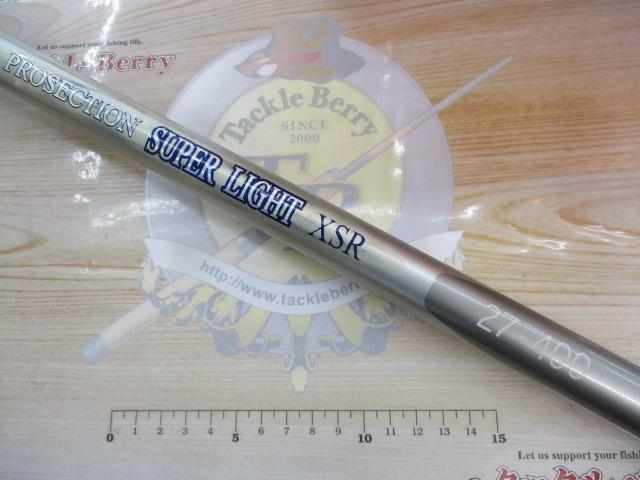 Let us support your fishing life.
Berry
PROSECTION SUPER LIGHT XSR
27 400
Tackle Berry
SINCE
2000
TB
http://www.tackleber
0 1 2 3 4 5 6 7 8 9 10 11 12 13 14 15
Let us support your fishi